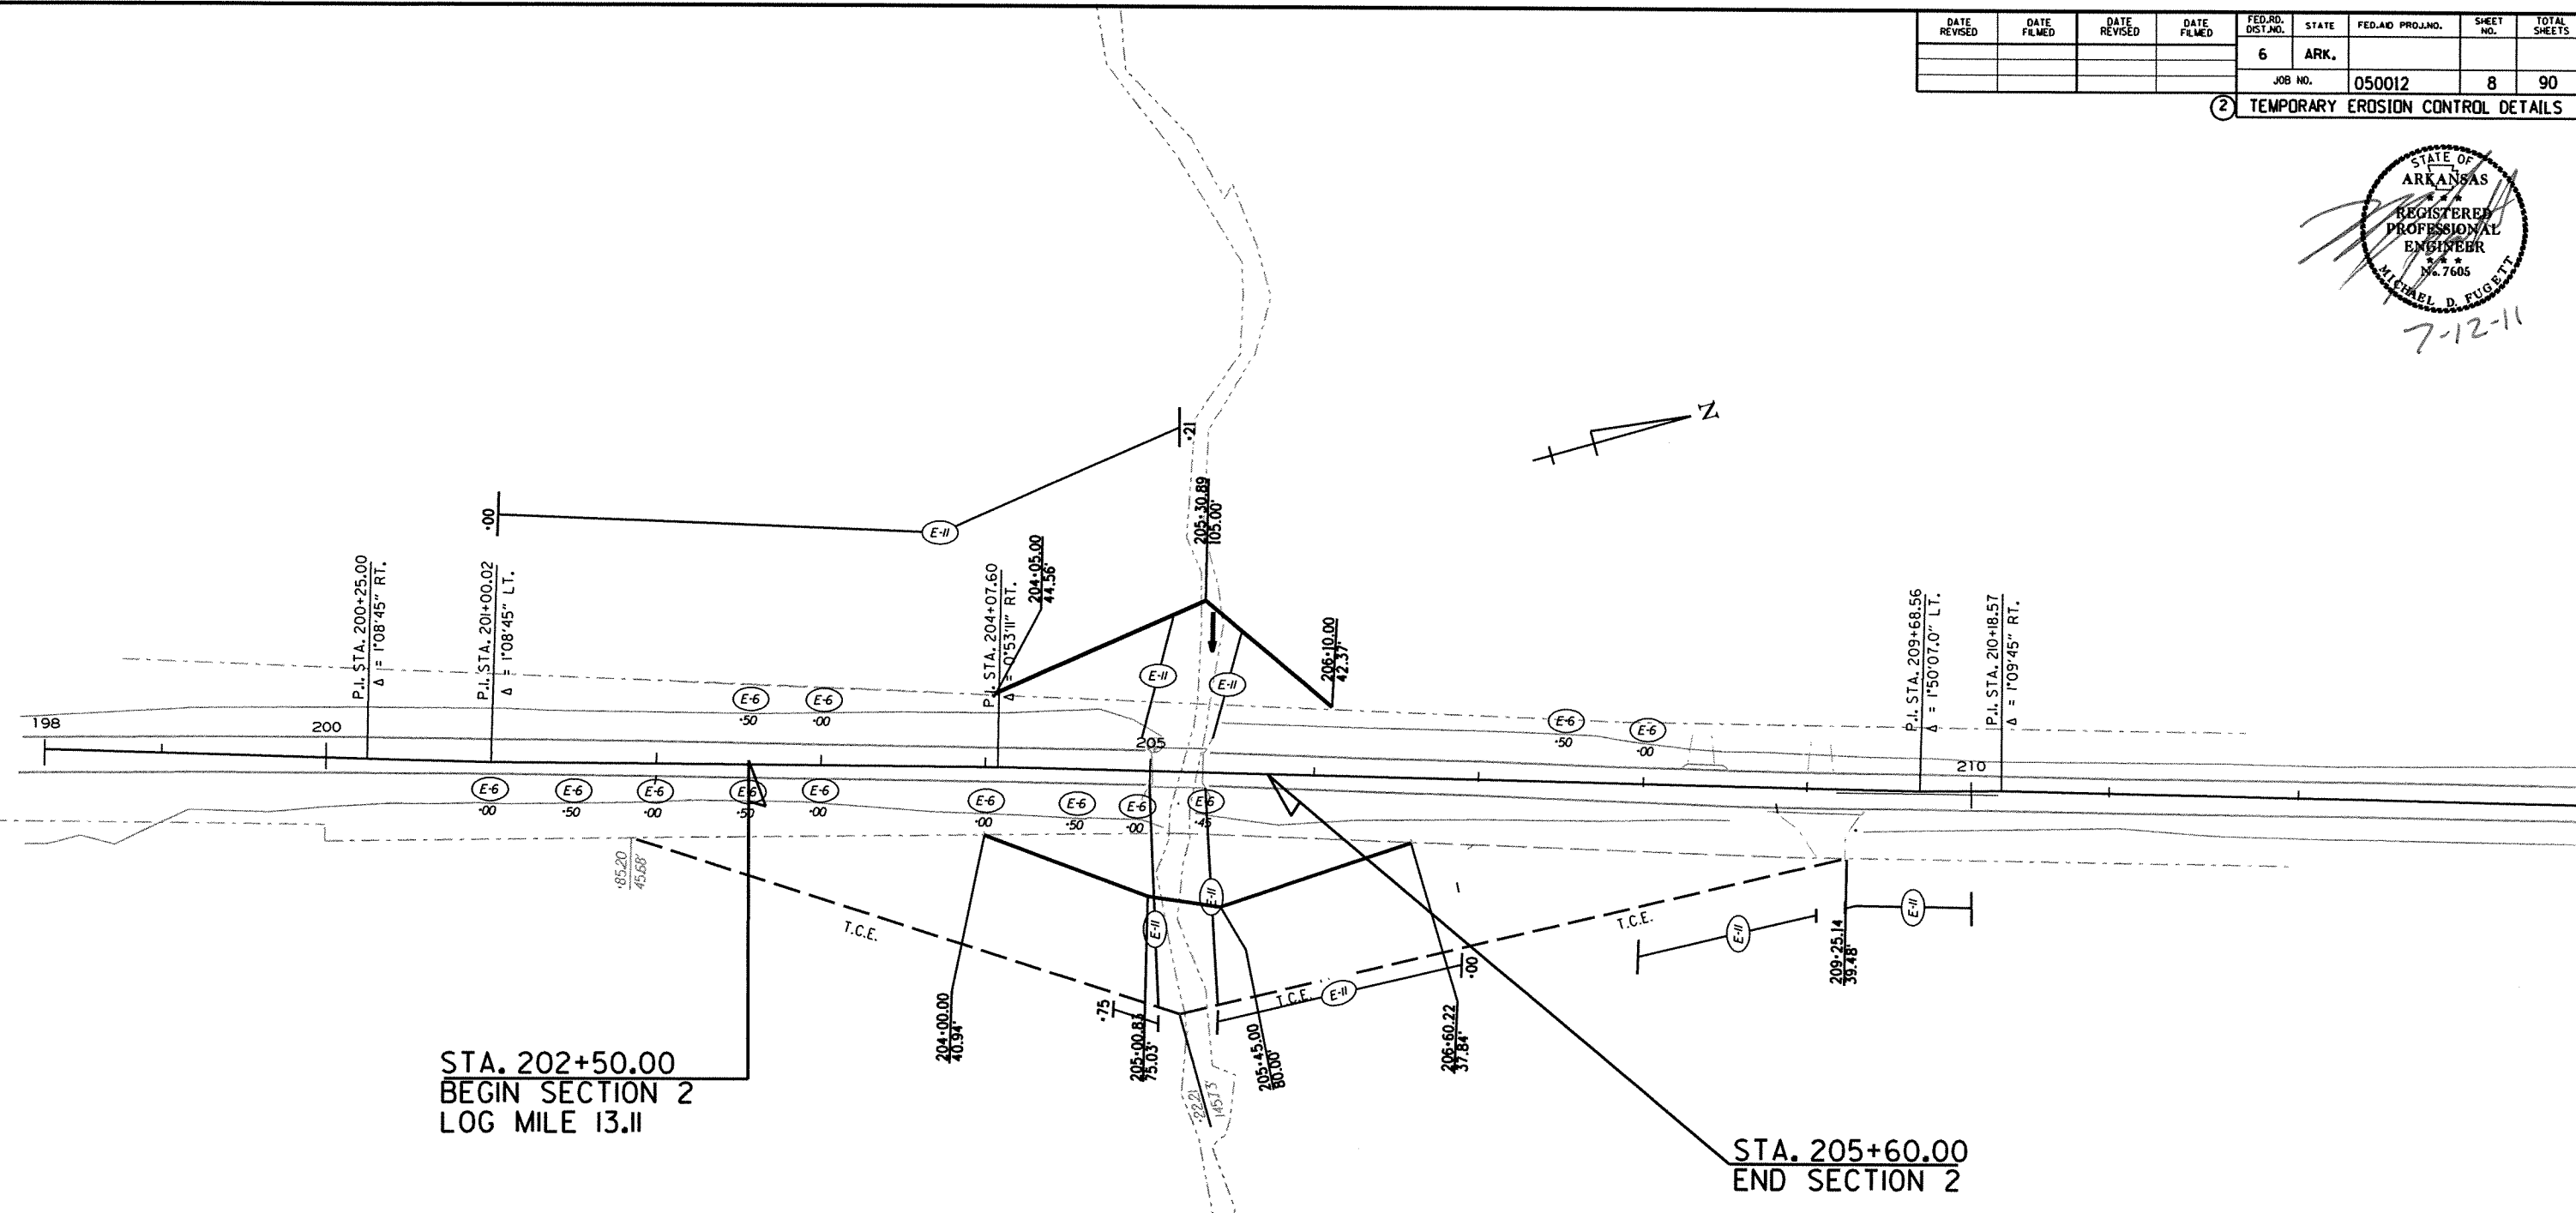 DATE REVISED
DATE FILMED
DATE REVISED
DATE FILMED
FED.RD. DIST.NO.
STATE
FED.AID PROJ.NO.
SHEET NO.
TOTAL SHEETS
6
ARK.
JOB NO.
050012
8
90
2 TEMPORARY EROSION CONTROL DETAILS
STATE OF
ARKANSAS
★ ★ ★
REGISTERED
PROFESSIONAL
ENGINEER
★ ★ ★
No. 7605
MICHAEL D. FUGETT
7-12-11
N
+21
+00
E-11
205+30.89
105.00'
204+05.00
44.56'
P.I. STA. 200+25.00
Δ = 1°08'45" RT.
P.I. STA. 201+00.02
Δ = 1°08'45" LT.
P.I. STA. 204+07.60
Δ = 0°53'11" RT.
206+10.00
42.37'
P.I. STA. 209+68.56
Δ = 1°50'07.0" LT.
P.I. STA. 210+18.57
Δ = 1°09'45" RT.
E-11
E-11
E-6
+50
E-6
+00
E-6
+50
E-6
+00
198
200
205
210
E-6
+00
E-6
+50
E-6
+00
E-6
+50
E-6
+00
E-6
+00
E-6
+50
E-6
+00
E-6
+45
+85.20
45.68'
T.C.E.
E-11
E-11
T.C.E.
E-11
E-11
209+25.14
39.48'
T.C.E.
E-11
+00
+75
204+00.00
40.94'
205+00.83
75.03'
205+45.00
80.00'
206+60.22
37.84'
+22.21
145.73'
STA. 202+50.00
BEGIN SECTION 2
LOG MILE 13.11
STA. 205+60.00
END SECTION 2